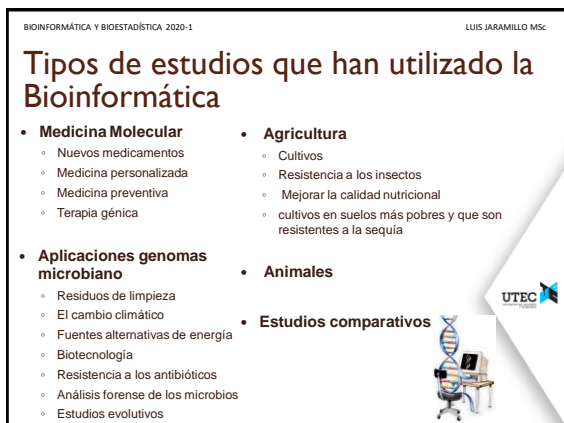 BIOINFORMÁTICA Y BIOESTADÍSTICA 2020-1
LUIS JARAMILLO MSc
Tipos de estudios que han utilizado la
Bioinformática
• Medicina Molecular
◦ Nuevos medicamentos
◦ Medicina personalizada
◦ Medicina preventiva
◦ Terapia génica
• Aplicaciones genomas
microbiano
◦ Residuos de limpieza
◦ El cambio climático
◦ Fuentes alternativas de energía
◦ Biotecnología
◦ Resistencia a los antibióticos
◦ Análisis forense de los microbios
◦ Estudios evolutivos
• Agricultura
◦ Cultivos
◦ Resistencia a los insectos
◦ Mejorar la calidad nutricional
◦ cultivos en suelos más pobres y que son
resistentes a la sequía
• Animales
• Estudios comparativos
UTEC